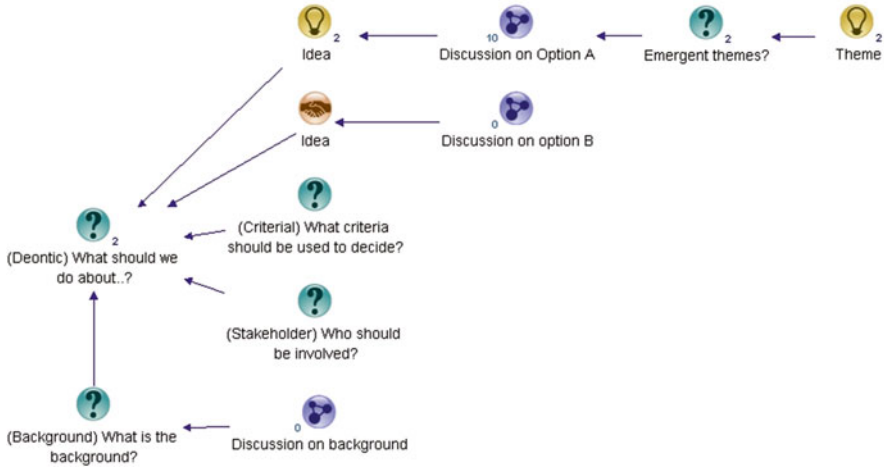 2
Idea
10
Discussion on Option A
2
Emergent themes?
2
Theme
Idea
0
Discussion on option B
(Criterial) What criteria
should be used to decide?
2
(Deontic) What should we
do about..?
(Stakeholder) Who should
be involved?
(Background) What is the
background?
0
Discussion on background